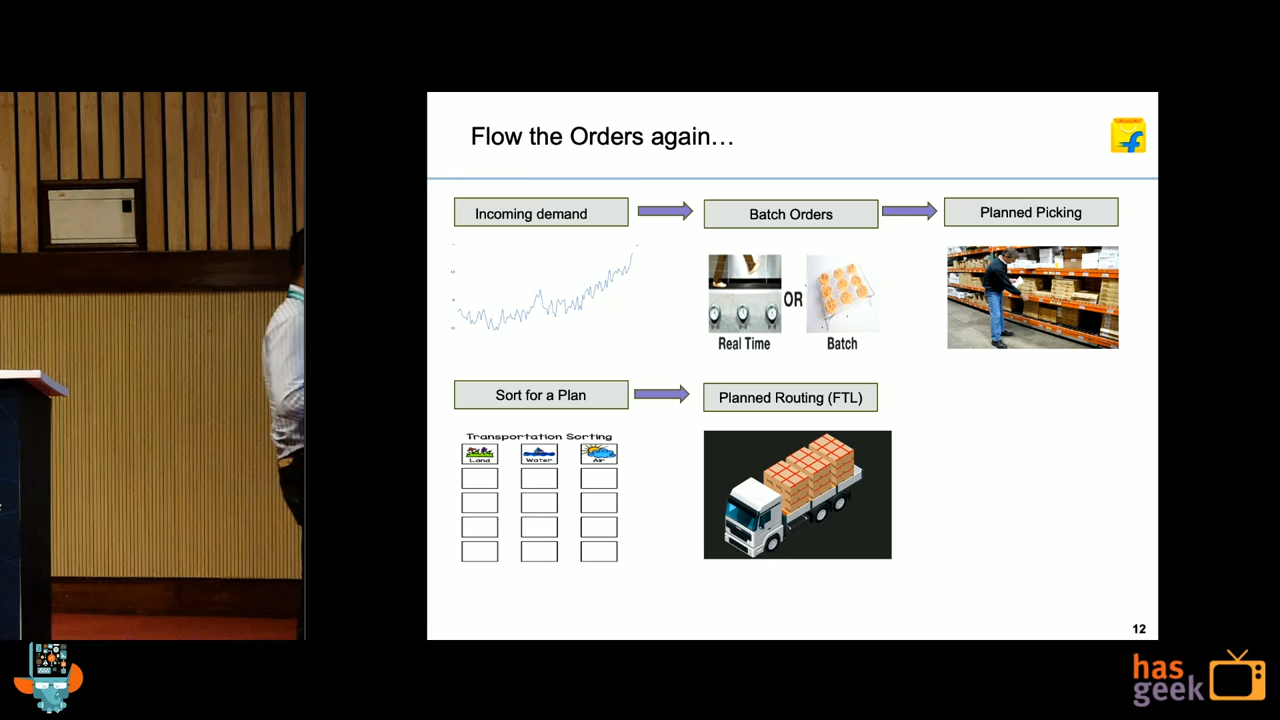 Flow the Orders again…
Incoming demand
Batch Orders
Planned Picking
OR
Real Time
Batch
Sort for a Plan
Planned Routing (FTL)
Transportation Sorting
Land
Water
Air
12
has
geek